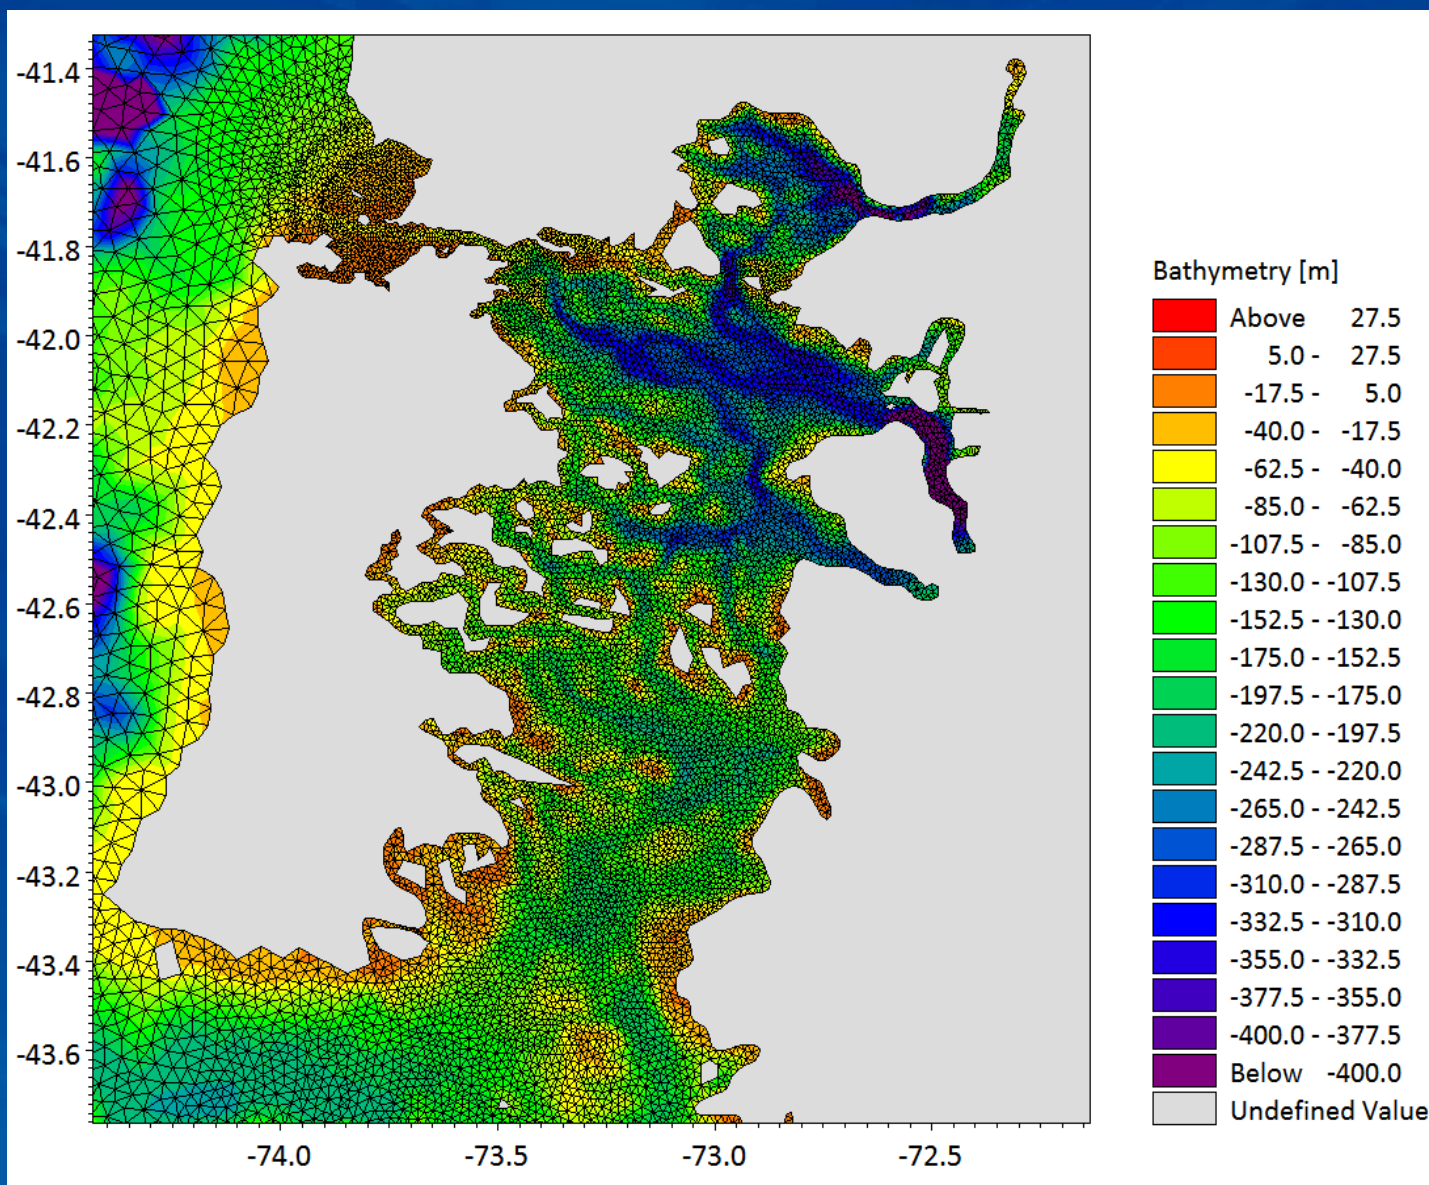 -41.4
-41.6
-41.8
-42.0
-42.2
-42.4
-42.6
-42.8
-43.0
-43.2
-43.4
-43.6
-74.0 -73.5 -73.0 -72.5
Bathymetry [m]
Above 27.5
5.0 - 27.5
-17.5 - 5.0
-40.0 - -17.5
-62.5 - -40.0
-85.0 - -62.5
-107.5 - -85.0
-130.0 - -107.5
-152.5 - -130.0
-175.0 - -152.5
-197.5 - -175.0
-220.0 - -197.5
-242.5 - -220.0
-265.0 - -242.5
-287.5 - -265.0
-310.0 - -287.5
-332.5 - -310.0
-355.0 - -332.5
-377.5 - -355.0
-400.0 - -377.5
Below -400.0
Undefined Value